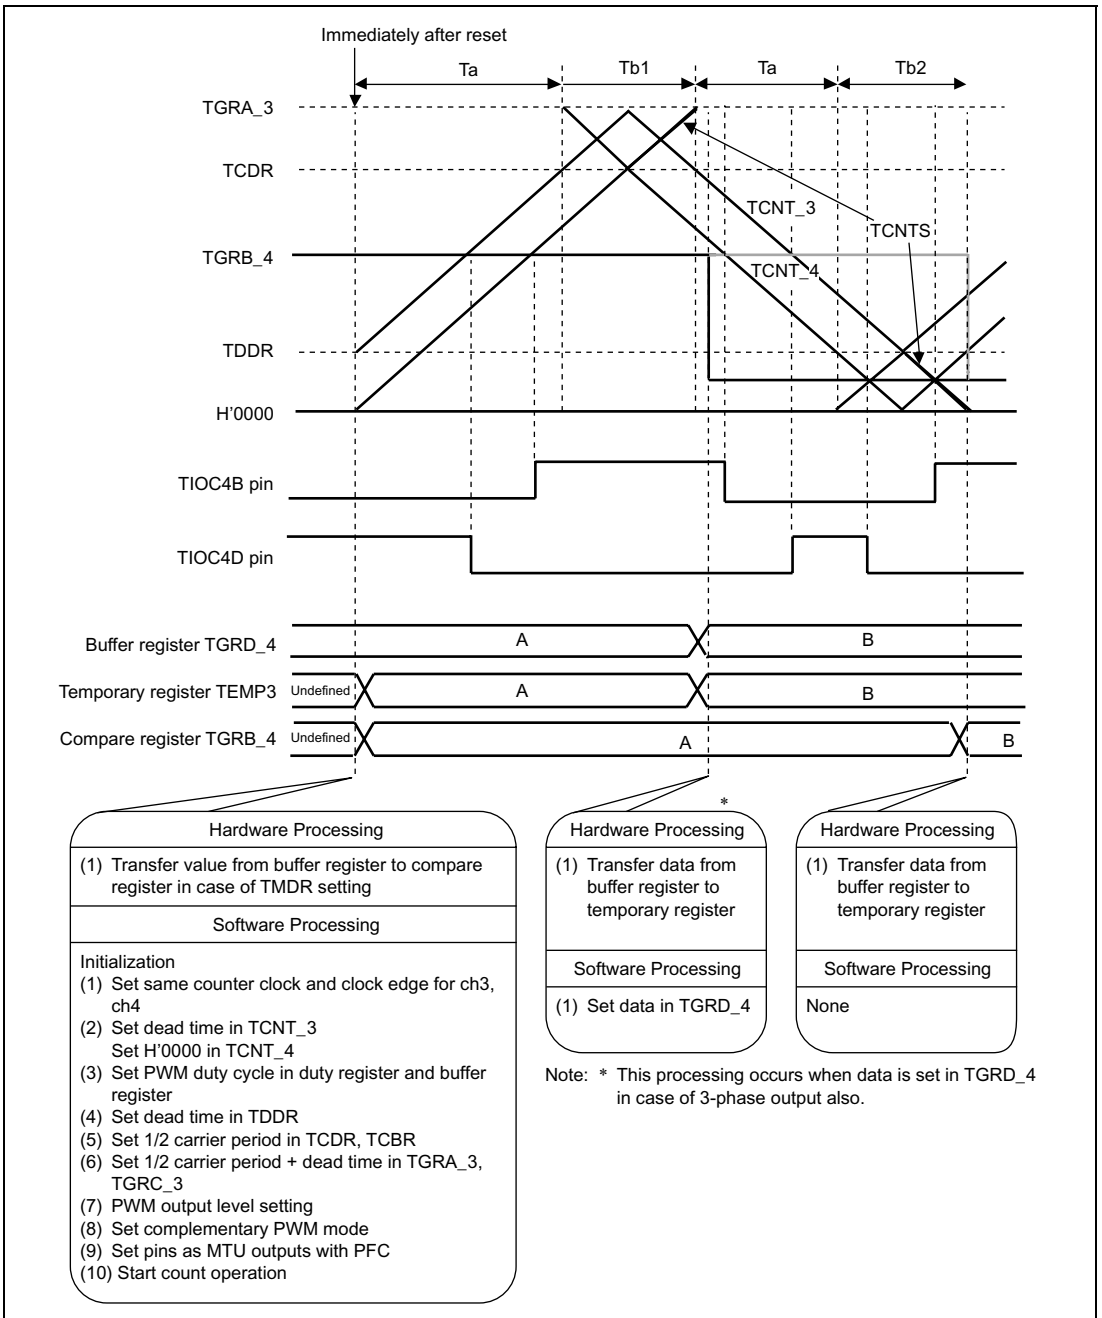 Immediately after reset
Ta Tb1 Ta Tb2
TGRA_3
TCDR
TCNT_3
TCNTS
TGRB_4
TCNT_4
TDDR
H'0000
TIOC4B pin
TIOC4D pin
Buffer register TGRD_4 A B
Temporary register TEMP3 Undefined A B
Compare register TGRB_4 Undefined A B
Hardware Processing
(1) Transfer value from buffer register to compare
register in case of TMDR setting
Software Processing
Initialization
(1) Set same counter clock and clock edge for ch3,
ch4
(2) Set dead time in TCNT_3
Set H'0000 in TCNT_4
(3) Set PWM duty cycle in duty register and buffer
register
(4) Set dead time in TDDR
(5) Set 1/2 carrier period in TCDR, TCBR
(6) Set 1/2 carrier period + dead time in TGRA_3,
TGRC_3
(7) PWM output level setting
(8) Set complementary PWM mode
(9) Set pins as MTU outputs with PFC
(10) Start count operation
*
Hardware Processing
(1) Transfer data from
buffer register to
temporary register
Software Processing
(1) Set data in TGRD_4
Hardware Processing
(1) Transfer data from
buffer register to
temporary register
Software Processing
None
Note: * This processing occurs when data is set in TGRD_4
in case of 3-phase output also.